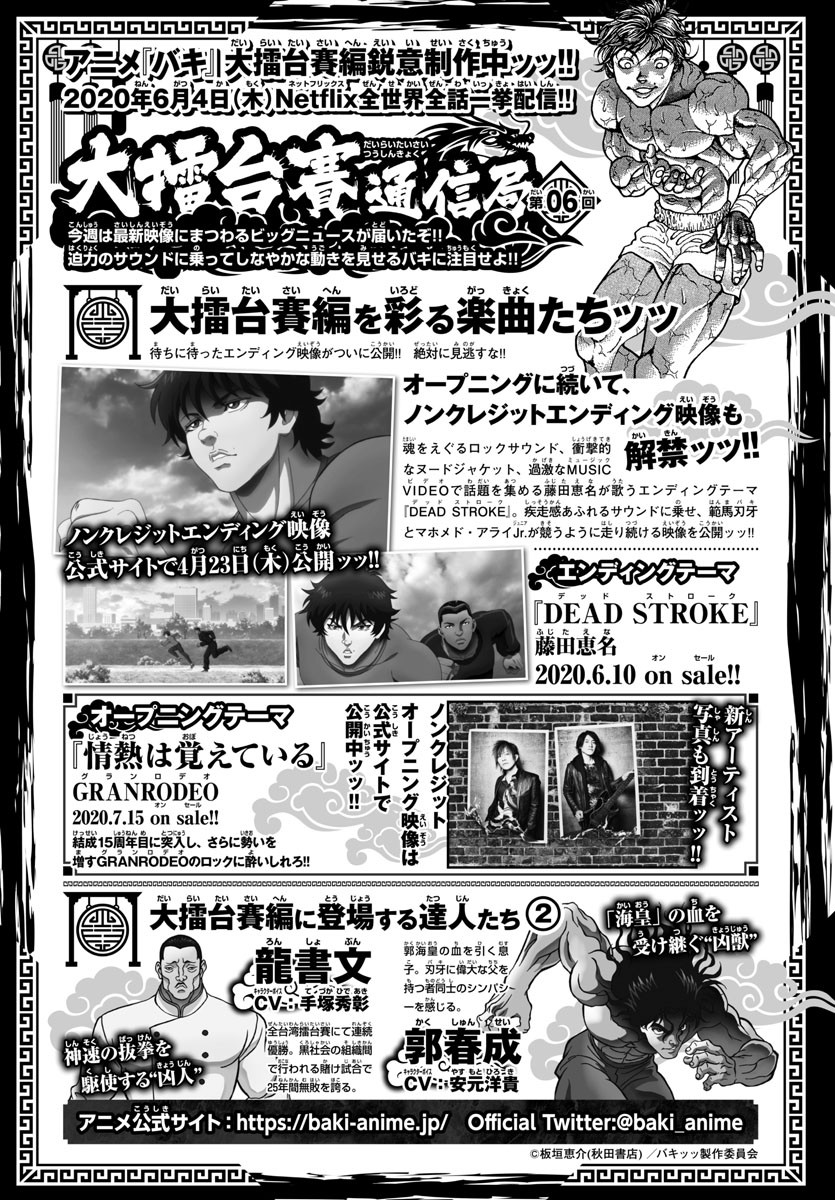 アニメ『バキ』大擂台賽編鋭意制作中ッッ!!
2020年6月4日(木)Netflix全世界全話一挙配信!!
大擂台賽通信局
第06回
今週は最新映像にまつわるビッグニュースが届いたぞ!!
迫力のサウンドに乗ってしなやかな動きを見せるバキに注目せよ!!
大擂台賽編を彩る楽曲たちッッ
待ちに待ったエンディング映像がついに公開!! 絶対に見逃すな!!
オープニングに続いて、
ノンクレジットエンディング映像も
解禁ッッ!!
魂をえぐるロックサウンド、衝撃的
なヌードジャケット、過激なMUSIC
VIDEOで話題を集める藤田恵名が歌うエンディングテーマ
『DEAD STROKE』。疾走感あふれるサウンドに乗せ、範馬刃牙
とマホメド・アライJr.が競うように走り続ける映像を公開ッッ!!
ノンクレジットエンディング映像
公式サイトで4月23日(木)公開ッッ!!
エンディングテーマ
『DEAD STROKE』
藤田恵名
2020.6.10 on sale!!
オープニングテーマ
『情熱は覚えている』
GRANRODEO
2020.7.15 on sale!!
結成15周年目に突入し、さらに勢いを
増すGRANRODEOのロックに酔いしれろ!!
ノンクレジット
オープニング映像は
公式サイトで
公開中ッッ!!
新アーティスト
写真も到着ッッ!!
大擂台賽編に登場する達人たち②
龍書文
CV:手塚秀彰
全台湾擂台賽にて連続
優勝。黒社会の組織間
で行われる賭け試合で
25年間無敗を誇る。
神速の抜拳を
駆使する“凶人”
郭海皇の血を引く息
子。刃牙に偉大な父を
持つ者同士のシンパシ
ーを感じる。
郭春成
CV:安元洋貴
「海皇」の血を
受け継ぐ“凶獣”
アニメ公式サイト:https://baki-anime.jp/ Official Twitter:@baki_anime
©板垣恵介(秋田書店)／バキッッ製作委員会